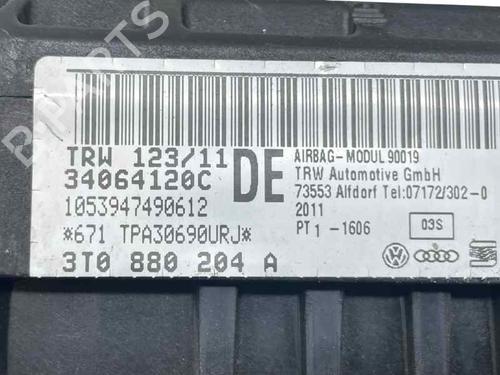 B-PARTS
TRW 123/11
34064120C
DE
1053947490612
*671 TPA30690URJ*
3T0 880 204 A
AIRBAG-MODUL 90019
TRW Automotive GmbH
73553 Alfdorf Tel:07172/302-0
2011
PT1 -1606
03S